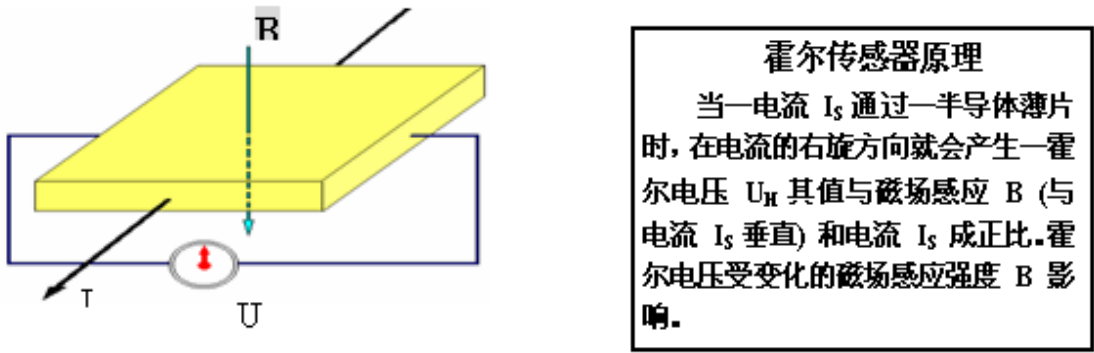 B
I
U
霍尔传感器原理
当一电流 IS 通过一半导体薄片
时，在电流的右旋方向就会产生一霍
尔电压 UH 其值与磁场感应 B (与
电流 IS 垂直) 和电流 IS 成正比.霍
尔电压受变化的磁场感应强度 B 影
响.